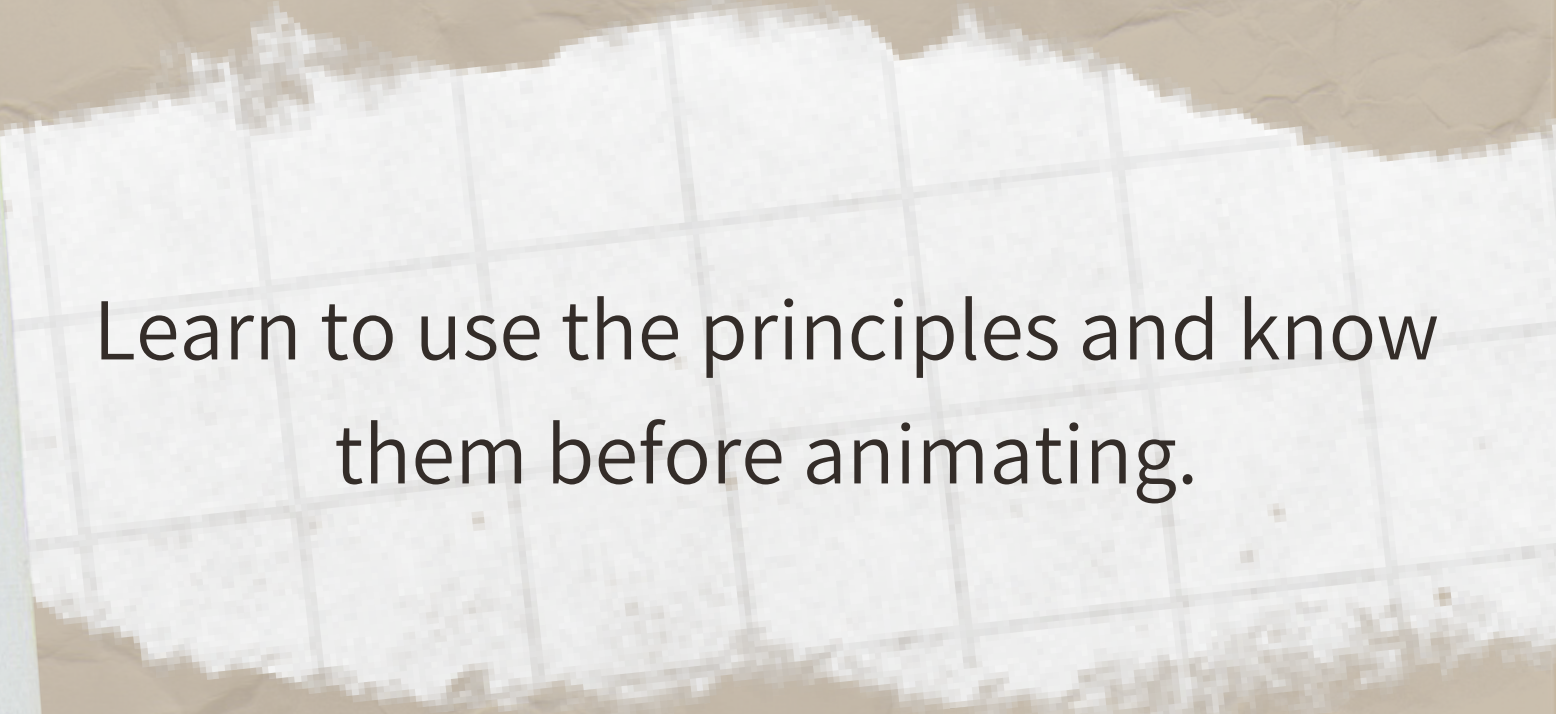 Learn to use the principles and know
them before animating.